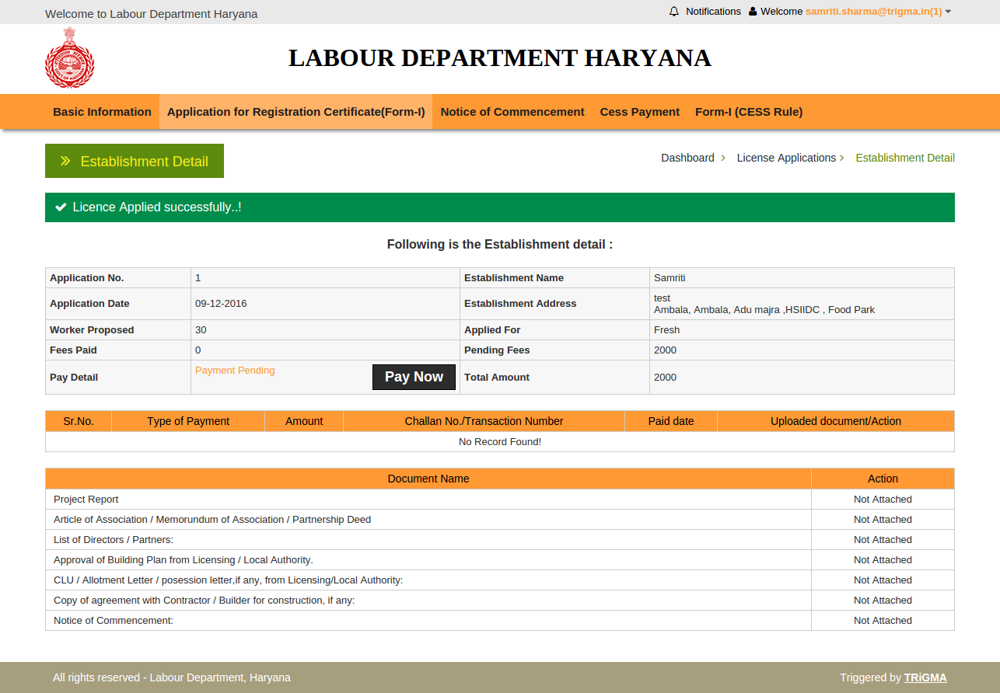 Welcome to Labour Department Haryana
Notifications Welcome samriti.sharma@trigma.in(1)
LABOUR DEPARTMENT HARYANA
Basic Information Application for Registration Certificate(Form-I) Notice of Commencement Cess Payment Form-I (CESS Rule)
Establishment Detail
Dashboard License Applications Establishment Detail
Licence Applied successfully..!
Following is the Establishment detail :
Application No. 1 Establishment Name Samriti
Application Date 09-12-2016 Establishment Address test
Ambala, Ambala, Adu majra ,HSIIDC , Food Park
Worker Proposed 30 Applied For Fresh
Fees Paid 0 Pending Fees 2000
Pay Detail Payment Pending Pay Now Total Amount 2000
Sr.No. Type of Payment Amount Challan No./Transaction Number Paid date Uploaded document/Action
No Record Found!
Document Name Action
Project Report Not Attached
Article of Association / Memorundum of Association / Partnership Deed Not Attached
List of Directors / Partners: Not Attached
Approval of Building Plan from Licensing / Local Authority. Not Attached
CLU / Allotment Letter / posession letter,if any, from Licensing/Local Authority: Not Attached
Copy of agreement with Contractor / Builder for construction, if any: Not Attached
Notice of Commencement: Not Attached
All rights reserved - Labour Department, Haryana Triggered by TRiGMA